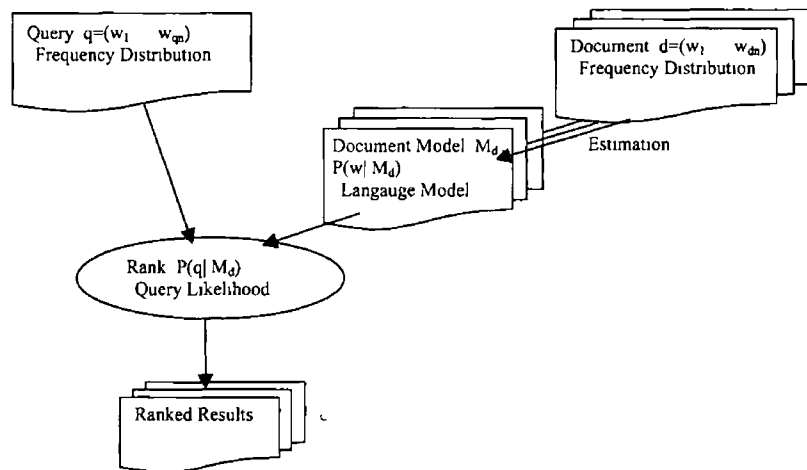 Query q=(w1 wqn)
Frequency Distribution
Document d=(w1 wdn)
Frequency Distribution
Document Model Md
P(w| Md)
Langauge Model
Estimation
Rank P(q| Md)
Query Likelihood
Ranked Results